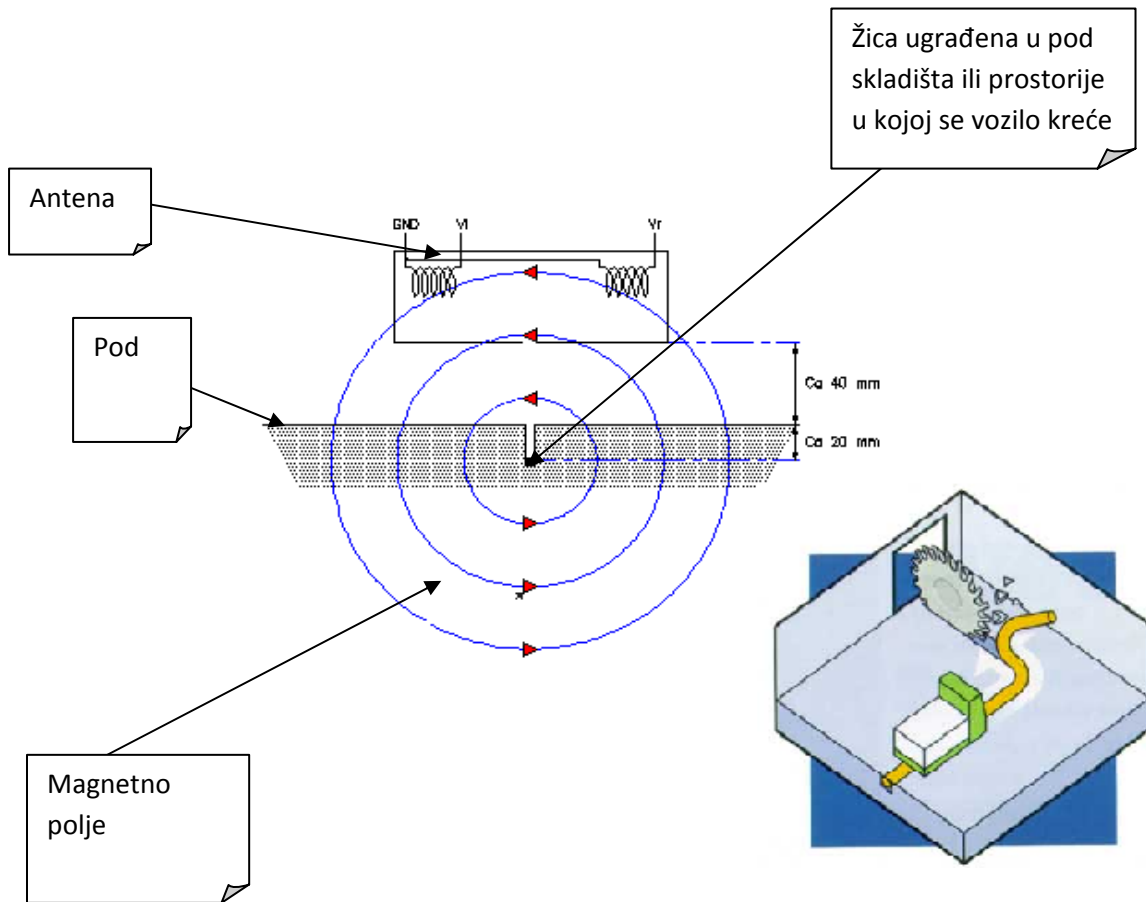 Žica ugrađena u pod
skladišta ili prostorije
u kojoj se vozilo kreće
Antena
GND Vl Vr
Pod
Ca 40 mm
Ca 20 mm
Magnetno
polje